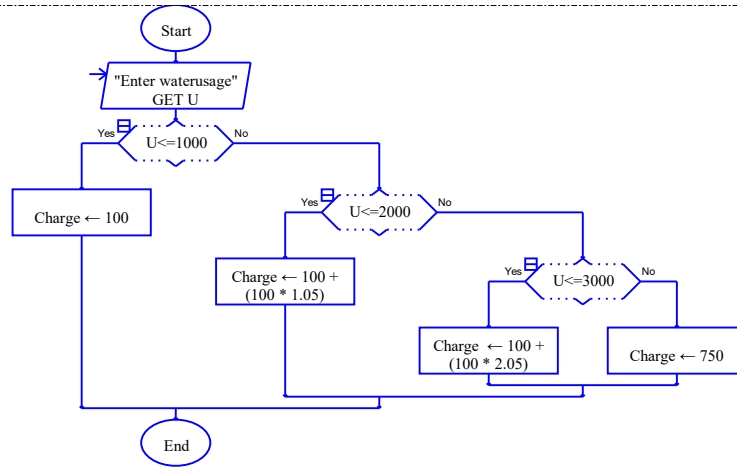 Start
"Enter waterusage"
GET U
Yes
U<=1000
No
Charge ← 100
Yes
U<=2000
No
Charge ← 100 +
(100 * 1.05)
Yes
U<=3000
No
Charge ← 100 +
(100 * 2.05)
Charge ← 750
End